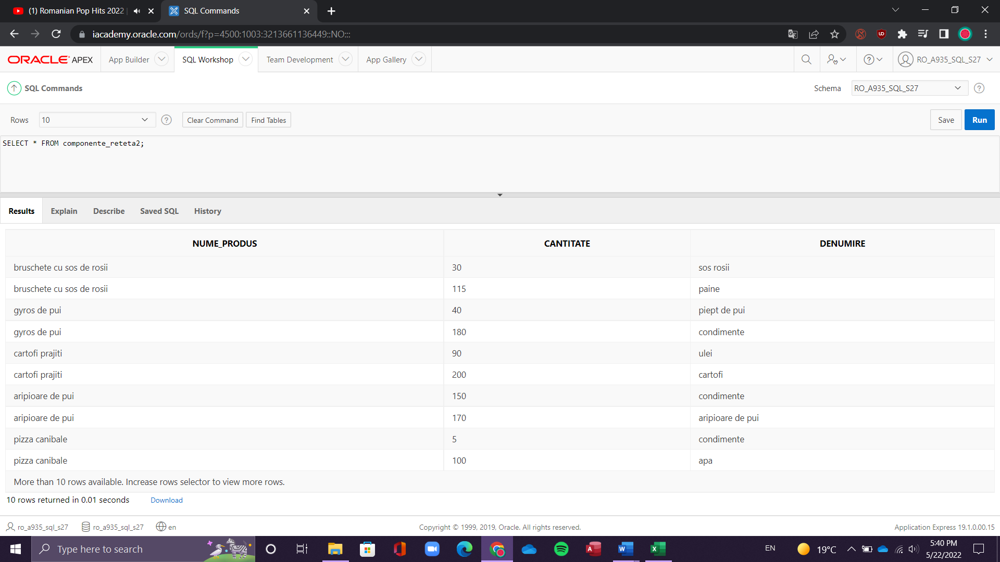 (1) Romanian Pop Hits 2022
SQL Commands
iacademy.oracle.com/ords/f?p=4500:1003:3213661136449::NO:::
ORACLE APEX
App Builder
SQL Workshop
Team Development
App Gallery
RO_A935_SQL_S27
SQL Commands
Schema
RO_A935_SQL_S27
Rows
10
Clear Command
Find Tables
Save
Run
SELECT * FROM componente_reteta2;
Results
Explain
Describe
Saved SQL
History
NUME_PRODUS CANTITATE DENUMIRE
bruschete cu sos de rosii 30 sos rosii
bruschete cu sos de rosii 115 paine
gyros de pui 40 piept de pui
gyros de pui 180 condimente
cartofi prajiti 90 ulei
cartofi prajiti 200 cartofi
aripioare de pui 150 condimente
aripioare de pui 170 aripioare de pui
pizza canibale 5 condimente
pizza canibale 100 apa
More than 10 rows available. Increase rows selector to view more rows.
10 rows returned in 0.01 seconds
Download
ro_a935_sql_s27
ro_a935_sql_s27
en
Copyright © 1999, 2019, Oracle. All rights reserved.
Application Express 19.1.0.00.15
Type here to search
EN
19°C
5:40 PM
5/22/2022